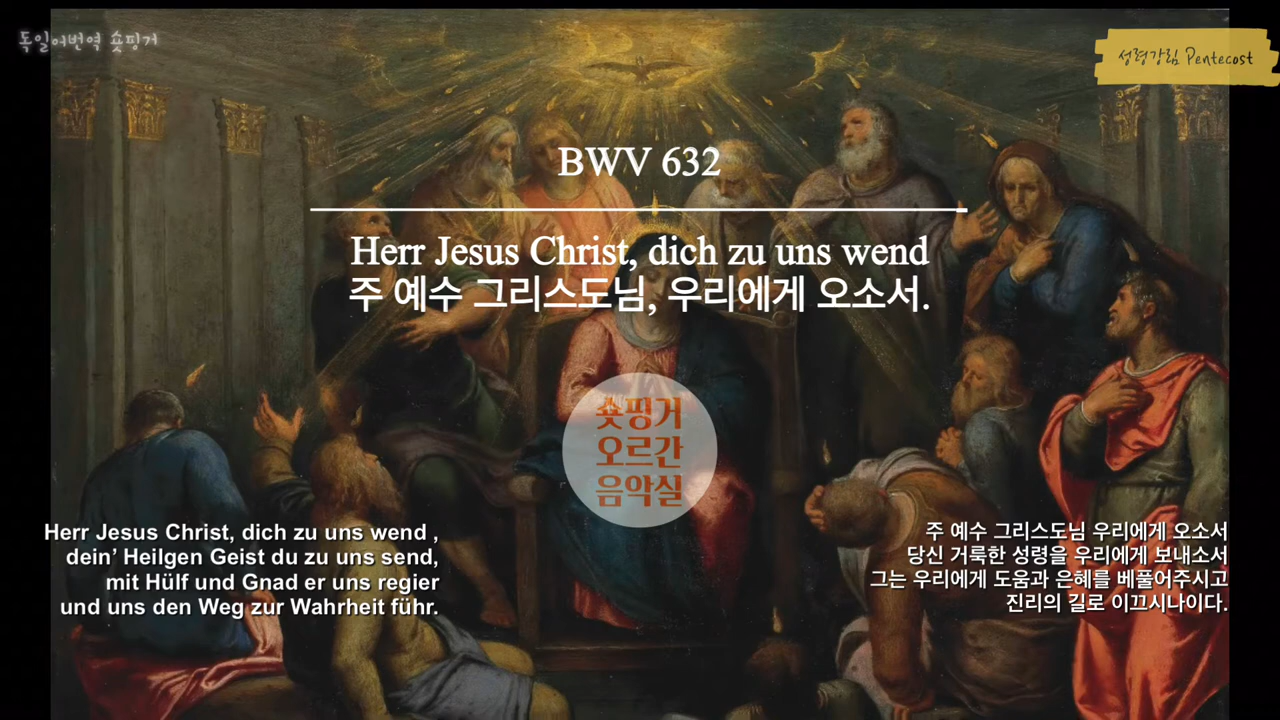 독일어번역 숏핑거
성령강림 Pentecost
BWV 632
Herr Jesus Christ, dich zu uns wend
주 예수 그리스도님, 우리에게 오소서.
숏핑거
오르간
음악실
Herr Jesus Christ, dich zu uns wend ,
dein’ Heilgen Geist du zu uns send,
mit Hülf und Gnad er uns regier
und uns den Weg zur Wahrheit führ.
주 예수 그리스도님 우리에게 오소서
당신 거룩한 성령을 우리에게 보내소서
그는 우리에게 도움과 은혜를 베풀어주시고
진리의 길로 이끄시나이다.